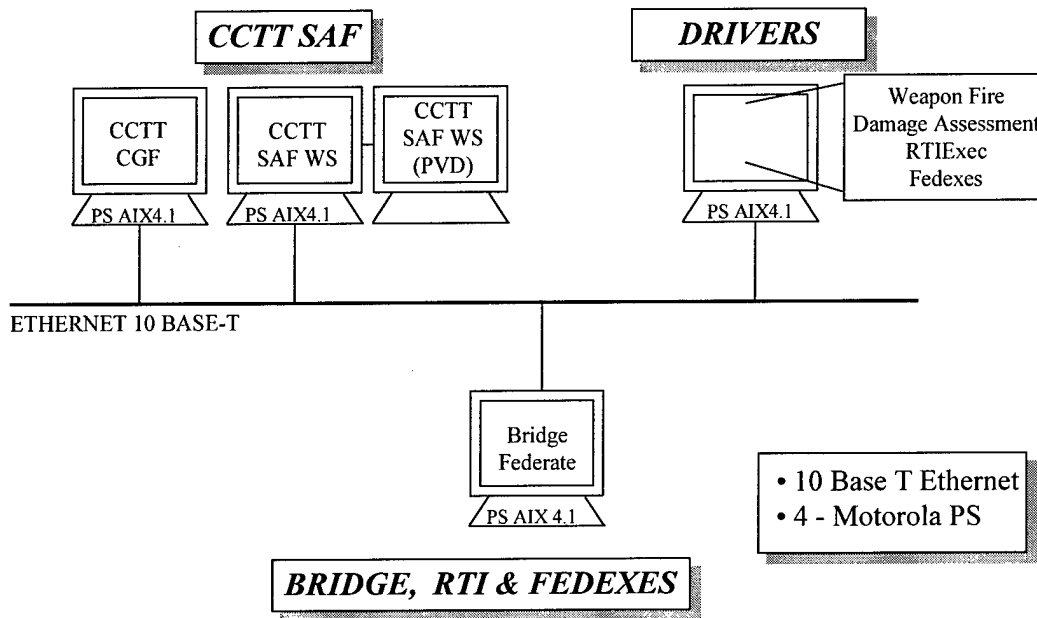 CCTT SAF
DRIVERS
CCTT
CGF
PS AIX4.1
CCTT
SAF WS
PS AIX4.1
CCTT
SAF WS
(PVD)
PS AIX4.1
Weapon Fire
Damage Assessment
RTIExec
Fedexes
ETHERNET 10 BASE-T
Bridge
Federate
PS AIX 4.1
• 10 Base T Ethernet
• 4 - Motorola PS
BRIDGE, RTI & FEDEXES